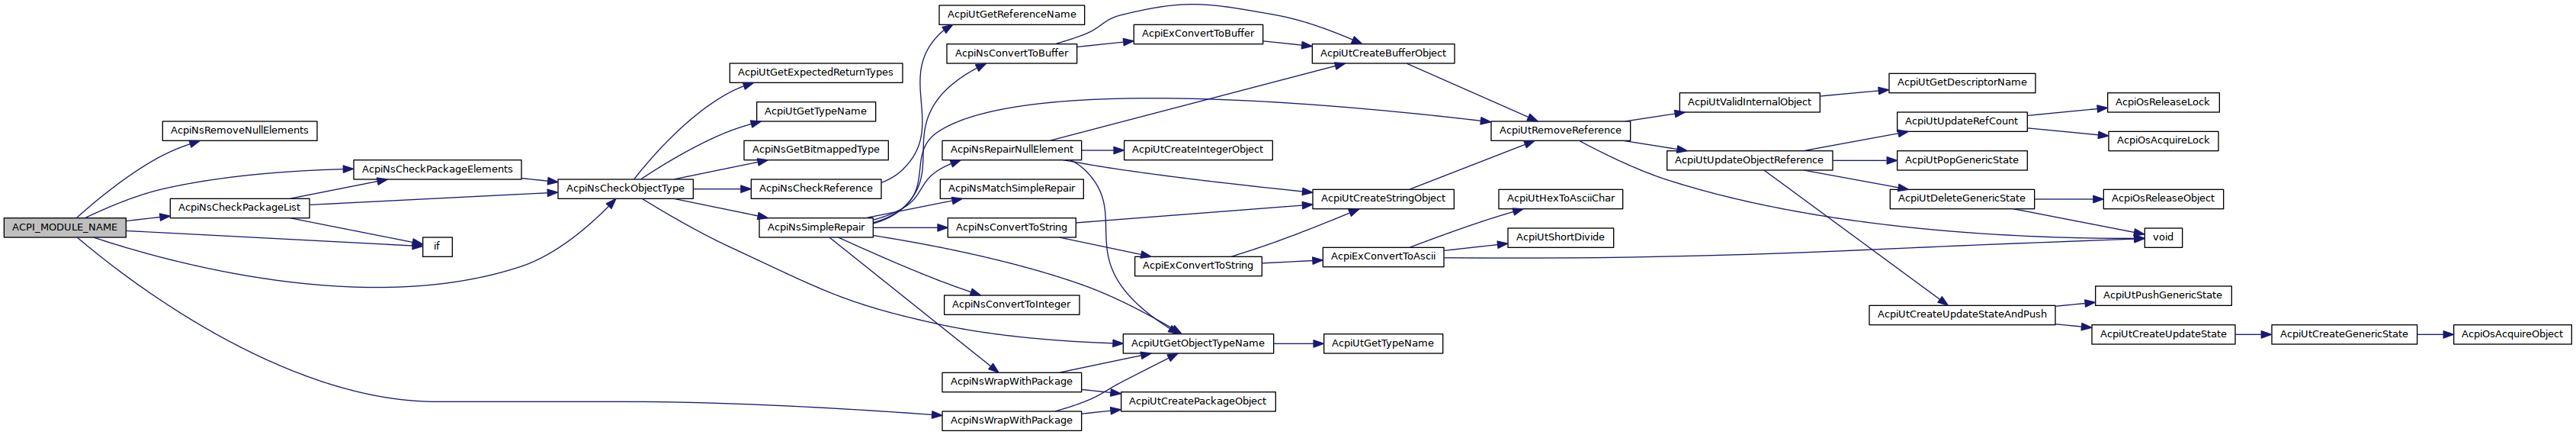 ACPI_MODULE_NAME
AcpiNsRemoveNullElements
AcpiNsCheckPackageElements
AcpiNsCheckPackageList
if
AcpiNsCheckObjectType
AcpiUtGetExpectedReturnTypes
AcpiUtGetTypeName
AcpiNsGetBitmappedType
AcpiNsCheckReference
AcpiNsSimpleRepair
AcpiUtGetReferenceName
AcpiNsConvertToBuffer
AcpiNsRepairNullElement
AcpiNsMatchSimpleRepair
AcpiNsConvertToString
AcpiNsConvertToInteger
AcpiNsWrapWithPackage
AcpiNsWrapWithPackage
AcpiExConvertToBuffer
AcpiUtCreateIntegerObject
AcpiExConvertToString
AcpiUtGetObjectTypeName
AcpiUtCreatePackageObject
AcpiUtCreateBufferObject
AcpiUtCreateStringObject
AcpiExConvertToAscii
AcpiUtGetTypeName
AcpiUtRemoveReference
AcpiUtHexToAsciiChar
AcpiUtShortDivide
AcpiUtValidInternalObject
AcpiUtUpdateObjectReference
AcpiUtGetDescriptorName
AcpiUtUpdateRefCount
AcpiUtPopGenericState
AcpiUtDeleteGenericState
AcpiUtCreateUpdateStateAndPush
AcpiOsReleaseLock
AcpiOsAcquireLock
AcpiOsReleaseObject
void
AcpiUtPushGenericState
AcpiUtCreateUpdateState
AcpiUtCreateGenericState
AcpiOsAcquireObject